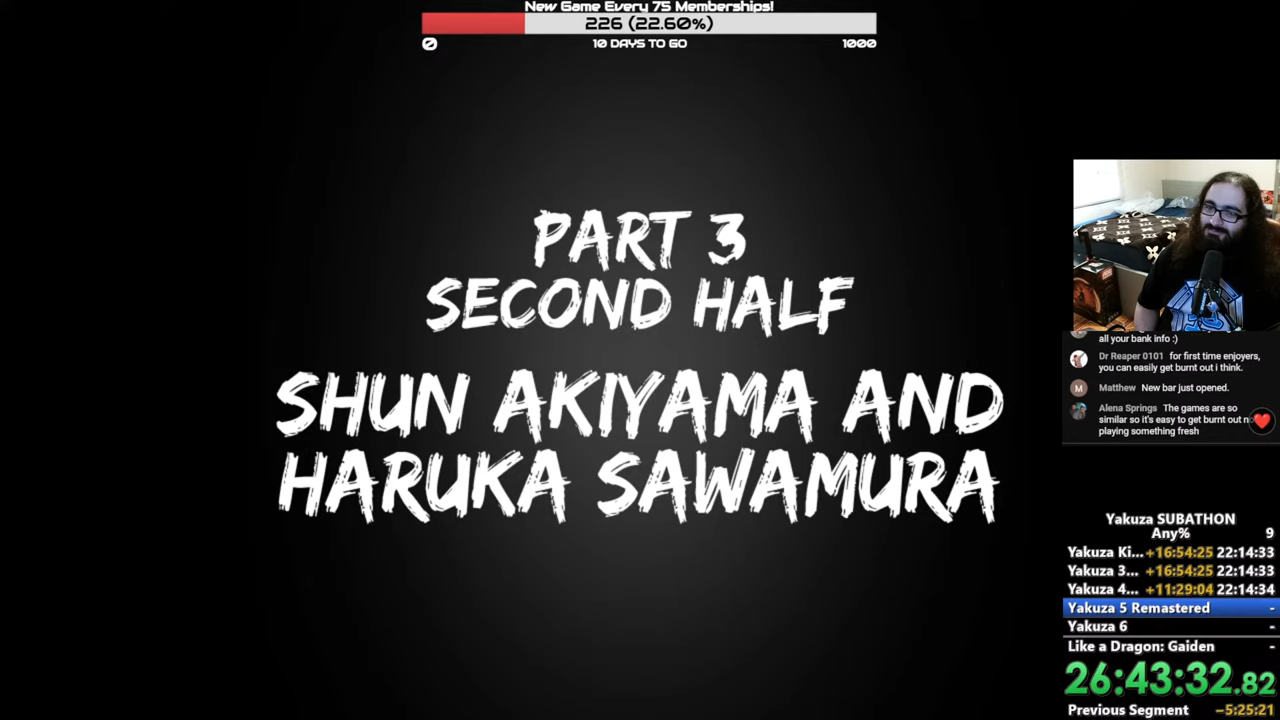 New Game Every 75 Memberships!
226 (22.60%)
0
10 DAYS TO GO
1000
PART 3
SECOND HALF
SHUN AKIYAMA AND
HARUKA SAWAMURA
all your bank info :)
Dr Reaper 0101 for first time enjoyers,
you can easily get burnt out i think.
M
Matthew New bar just opened.
Alena Springs The games are so
similar so it's easy to get burnt out
playing something fresh
Yakuza SUBATHON
Any% 9
Yakuza Ki... +16:54:25 22:14:33
Yakuza 3... +16:54:25 22:14:33
Yakuza 4... +11:29:04 22:14:34
Yakuza 5 Remastered -
Yakuza 6 -
Like a Dragon: Gaiden -
26:43:32.82
Previous Segment −5:25:21